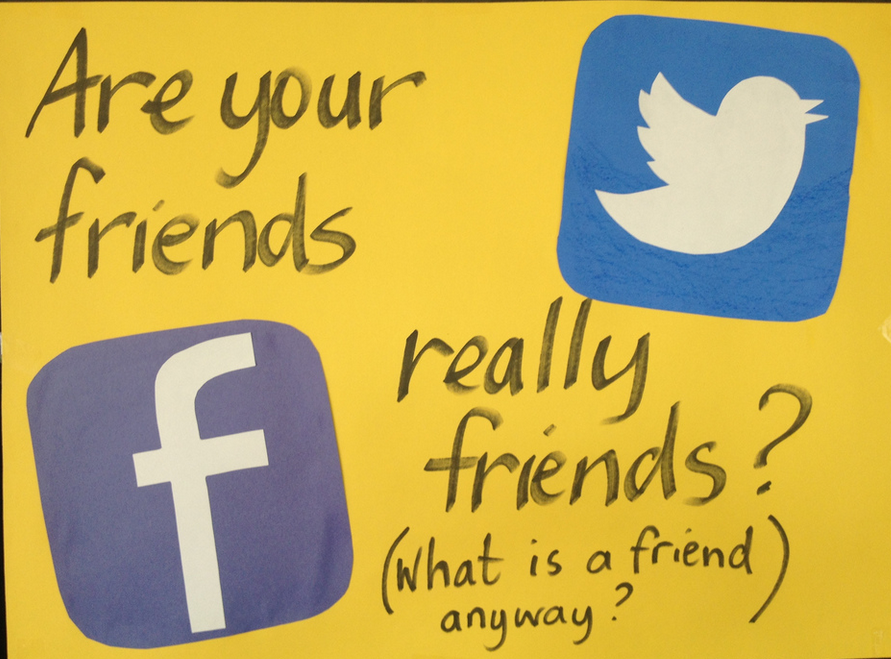 Are your
friends
really
friends?
(What is a friend
anyway?)
f